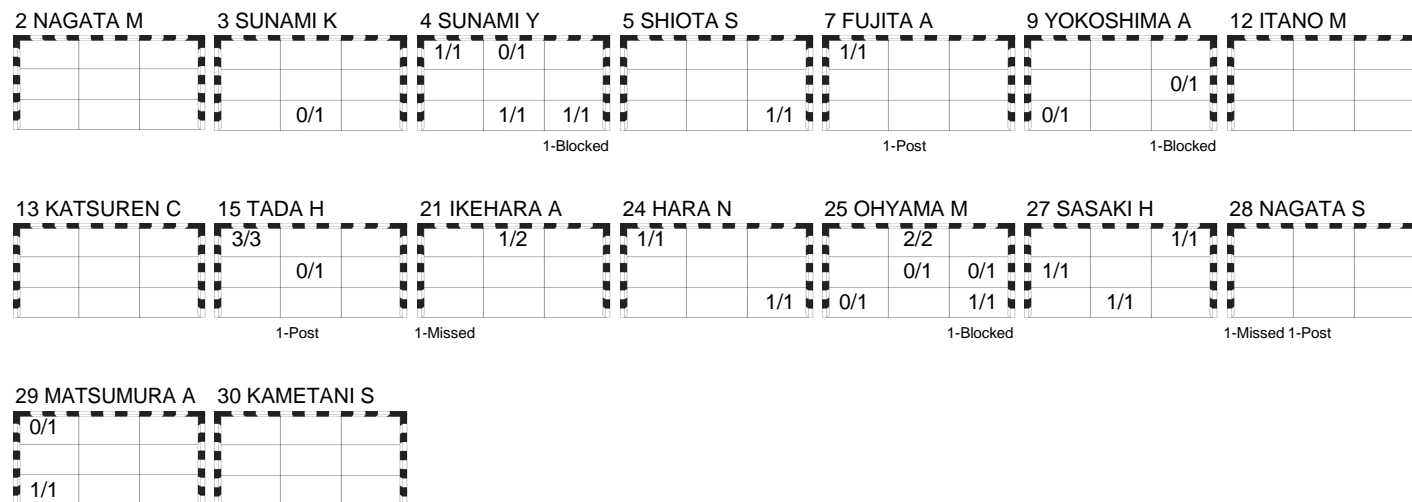 2 NAGATA M 3 SUNAMI K 4 SUNAMI Y 5 SHIOTA S 7 FUJITA A 9 YOKOSHIMA A 12 ITANO M
1/1 0/1 1/1
0/1
0/1 1/1 1/1 1/1 0/1
1-Blocked 1-Post 1-Blocked
13 KATSUREN C 15 TADA H 21 IKEHARA A 24 HARA N 25 OHYAMA M 27 SASAKI H 28 NAGATA S
3/3 1/2 1/1 2/2 1/1
0/1 0/1 0/1 1/1
1/1 0/1 1/1 1/1
1-Post 1-Missed 1-Blocked 1-Missed 1-Post
29 MATSUMURA A 30 KAMETANI S
0/1
1/1